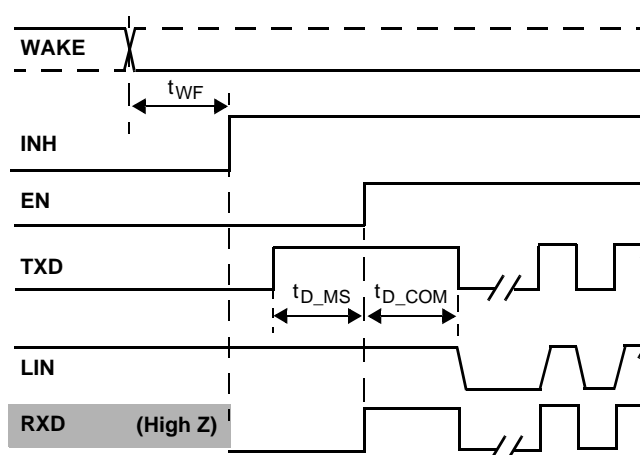 WAKE
tWF
INH
EN
TXD
tD_MS tD_COM
LIN
RXD (High Z)